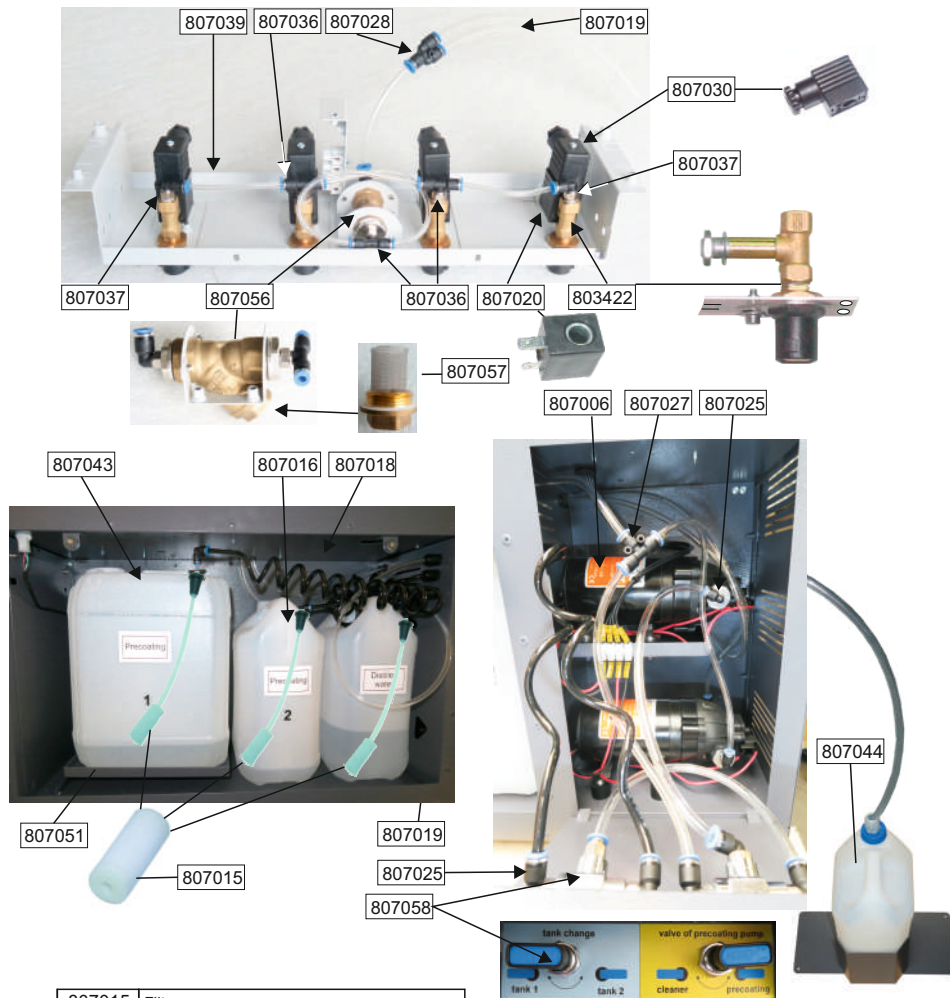 807039 807036 807028 807019
807030
807037
807037 807056 807036 807020 803422
807057
807006 807027 807025
807043 807016 807018
Precoating
1
Precoating
2
Distilled
water
807044
807051 807019
807015 807025
807058
tank change
tank 1 tank 2
valve of precoating pump
cleaner precoating
807015